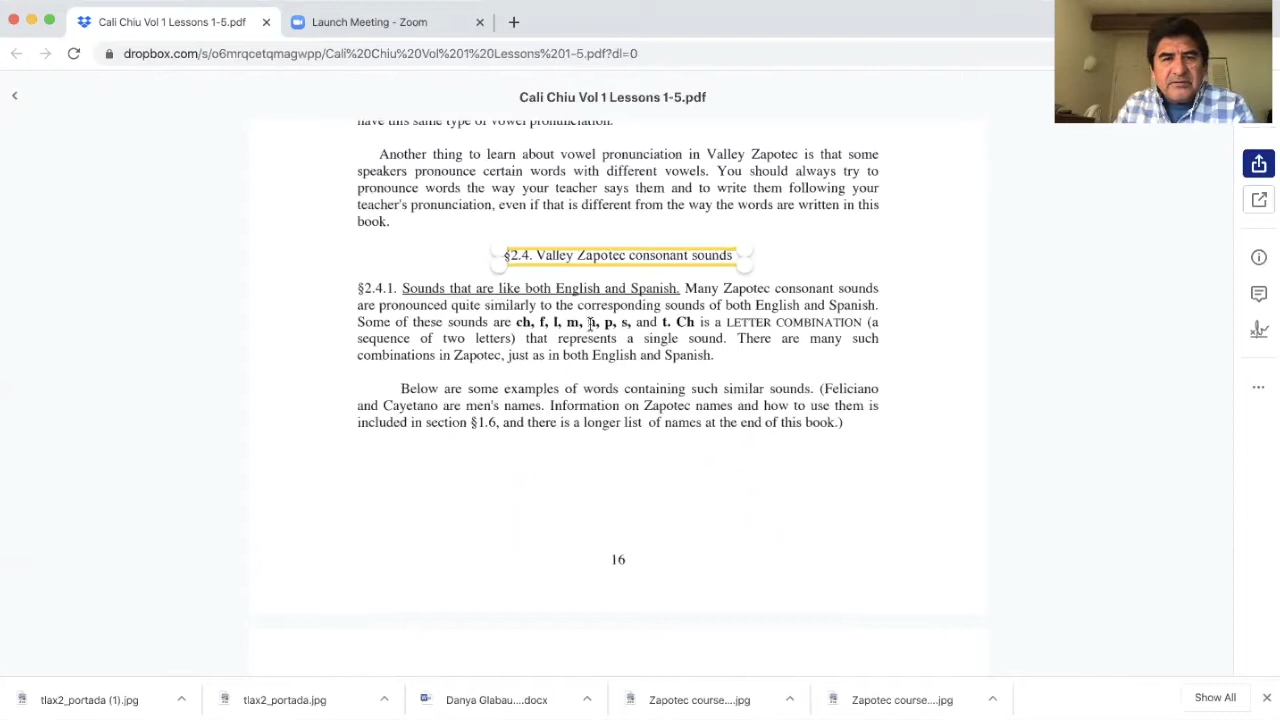 Cali Chiu Vol 1 Lessons 1-5.pdf
Launch Meeting - Zoom
dropbox.com/s/o6mrqcetqmagwpp/Cali%20Chiu%20Vol%201%20Lessons%201-5.pdf?dl=0
Cali Chiu Vol 1 Lessons 1-5.pdf
have this same type of vowel pronunciation.
Another thing to learn about vowel pronunciation in Valley Zapotec is that some
speakers pronounce certain words with different vowels. You should always try to
pronounce words the way your teacher says them and to write them following your
teacher's pronunciation, even if that is different from the way the words are written in this
book.
§2.4. Valley Zapotec consonant sounds
§2.4.1. Sounds that are like both English and Spanish. Many Zapotec consonant sounds
are pronounced quite similarly to the corresponding sounds of both English and Spanish.
Some of these sounds are ch, f, l, m, n, p, s, and t. Ch is a LETTER COMBINATION (a
sequence of two letters) that represents a single sound. There are many such
combinations in Zapotec, just as in both English and Spanish.
Below are some examples of words containing such similar sounds. (Feliciano
and Cayetano are men's names. Information on Zapotec names and how to use them is
included in section §1.6, and there is a longer list of names at the end of this book.)
16
tlax2_portada (1).jpg
tlax2_portada.jpg
Danya Glabau....docx
Zapotec course....jpg
Zapotec course....jpg
Show All